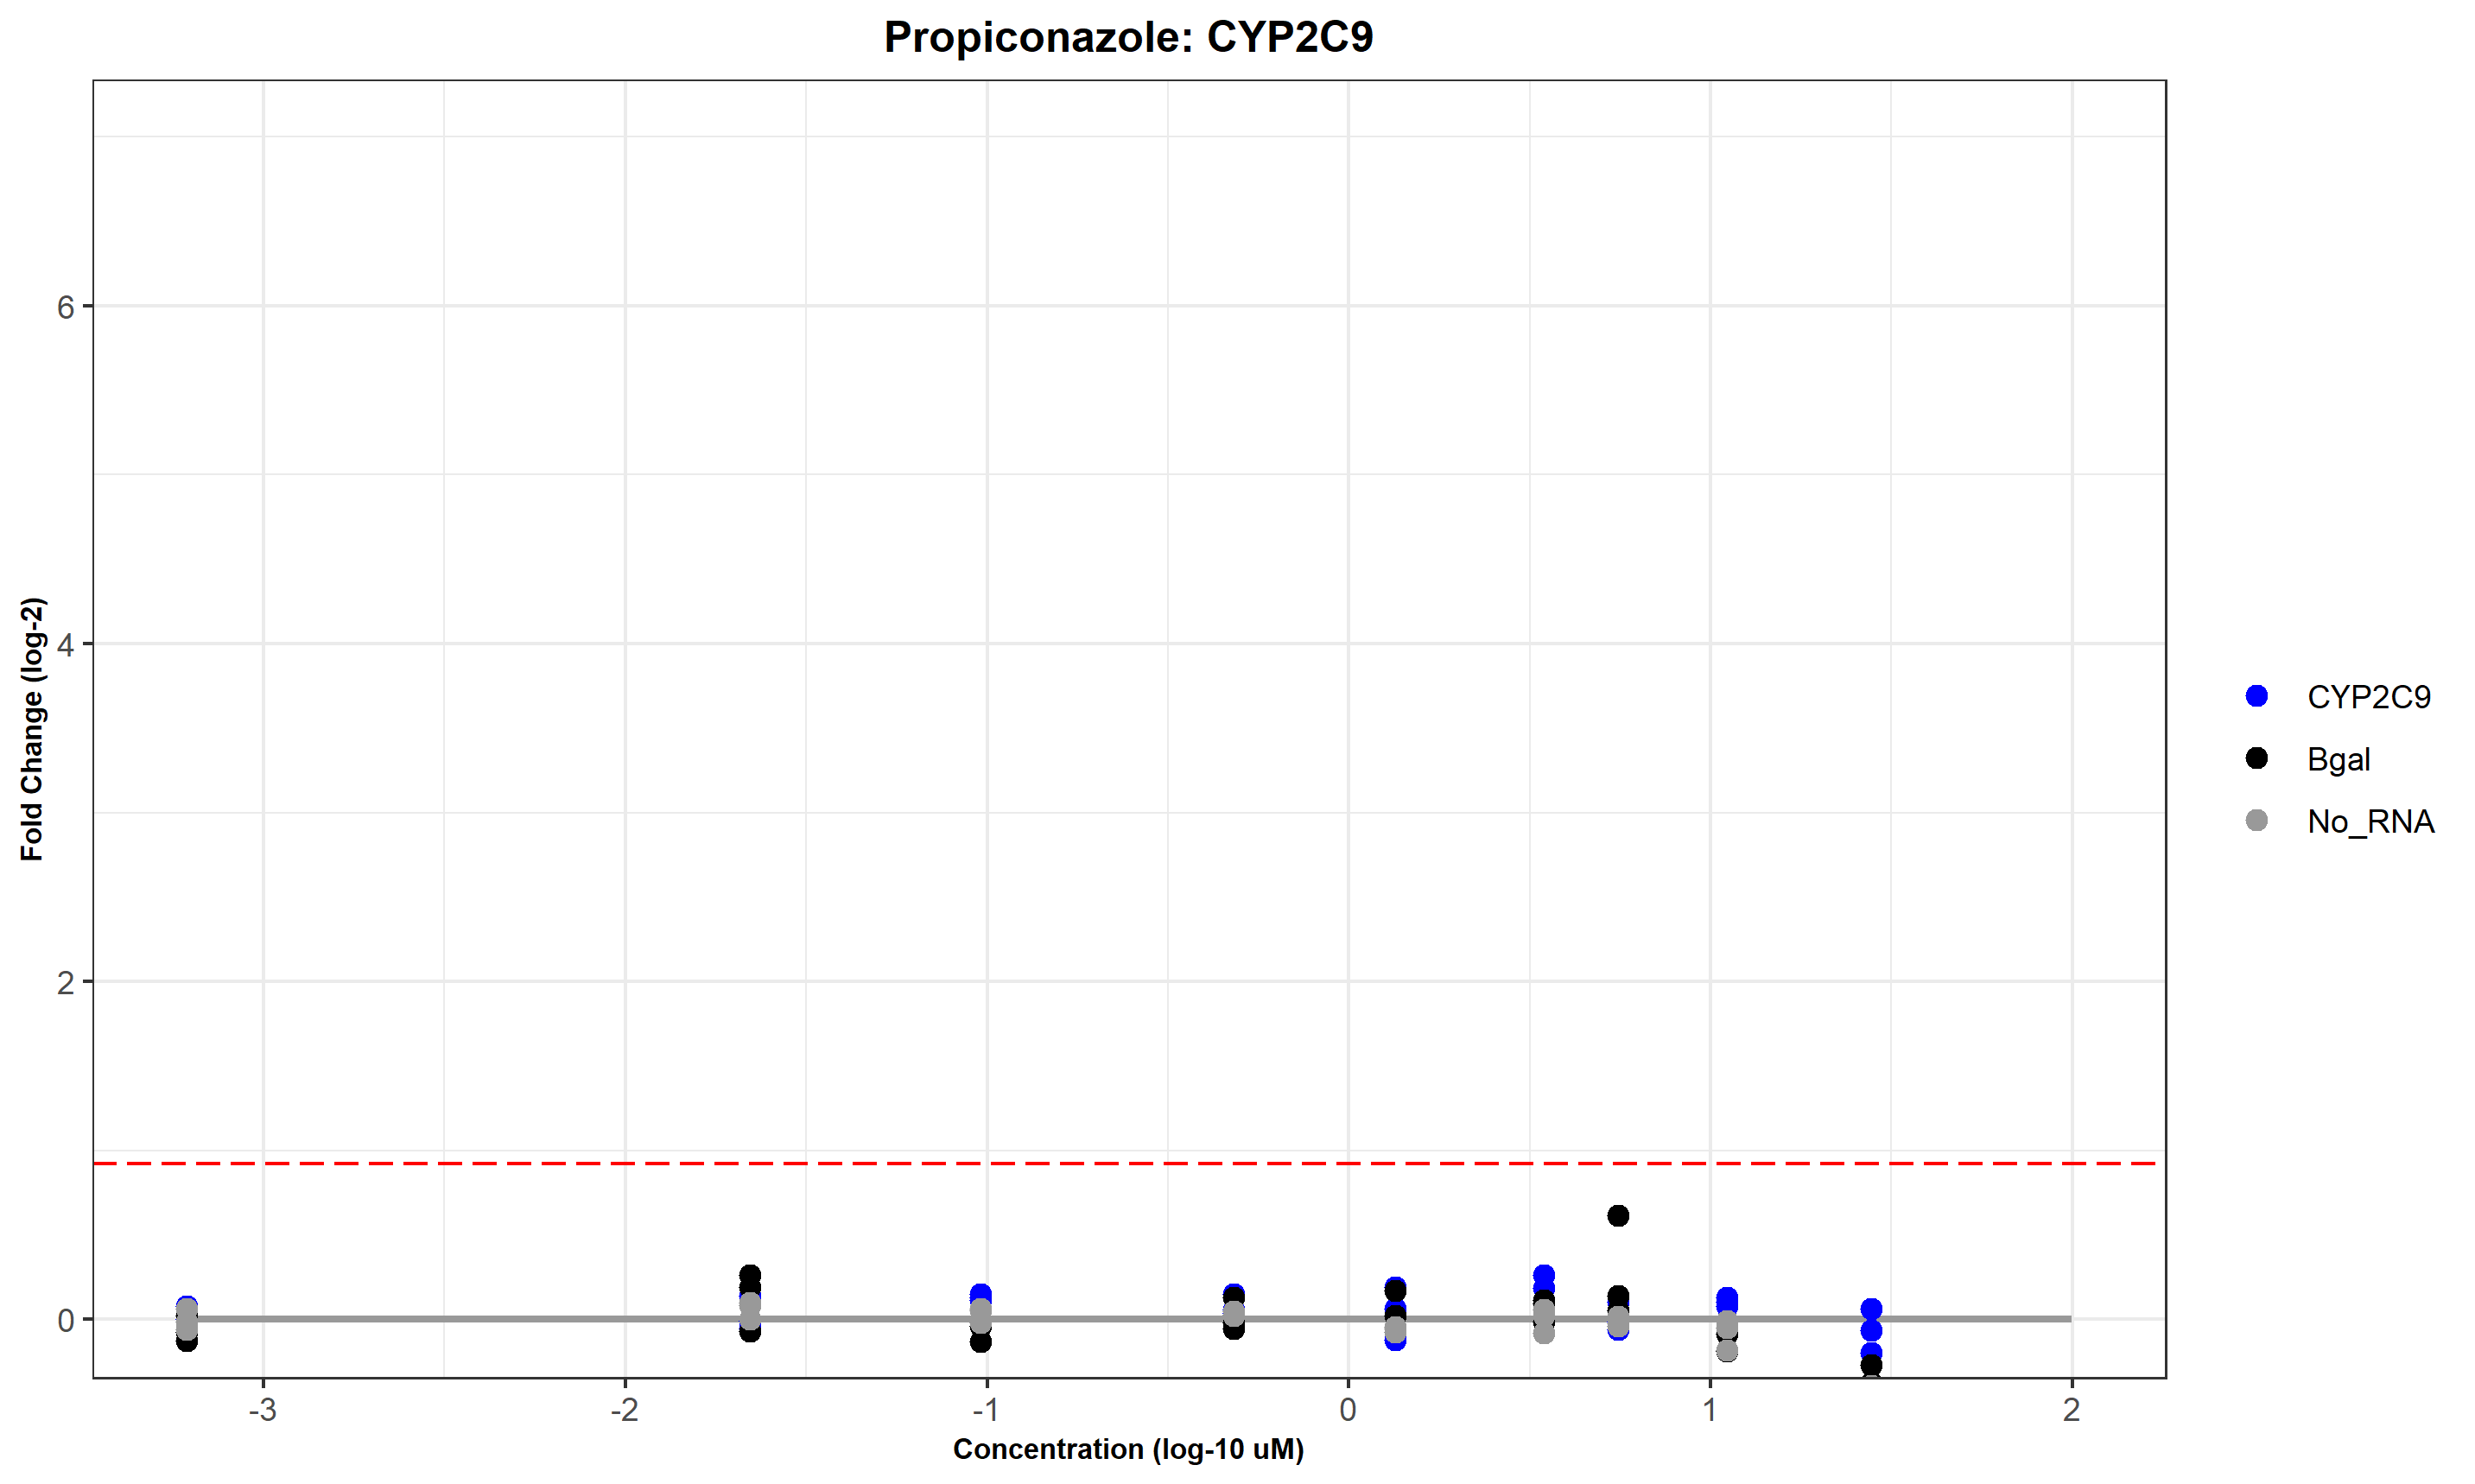 Propiconazole: CYP2C9
Fold Change (log-2)
6
4
2
0
-3
-2
-1
0
1
2
Concentration (log-10 uM)
CYP2C9
Bgal
No_RNA